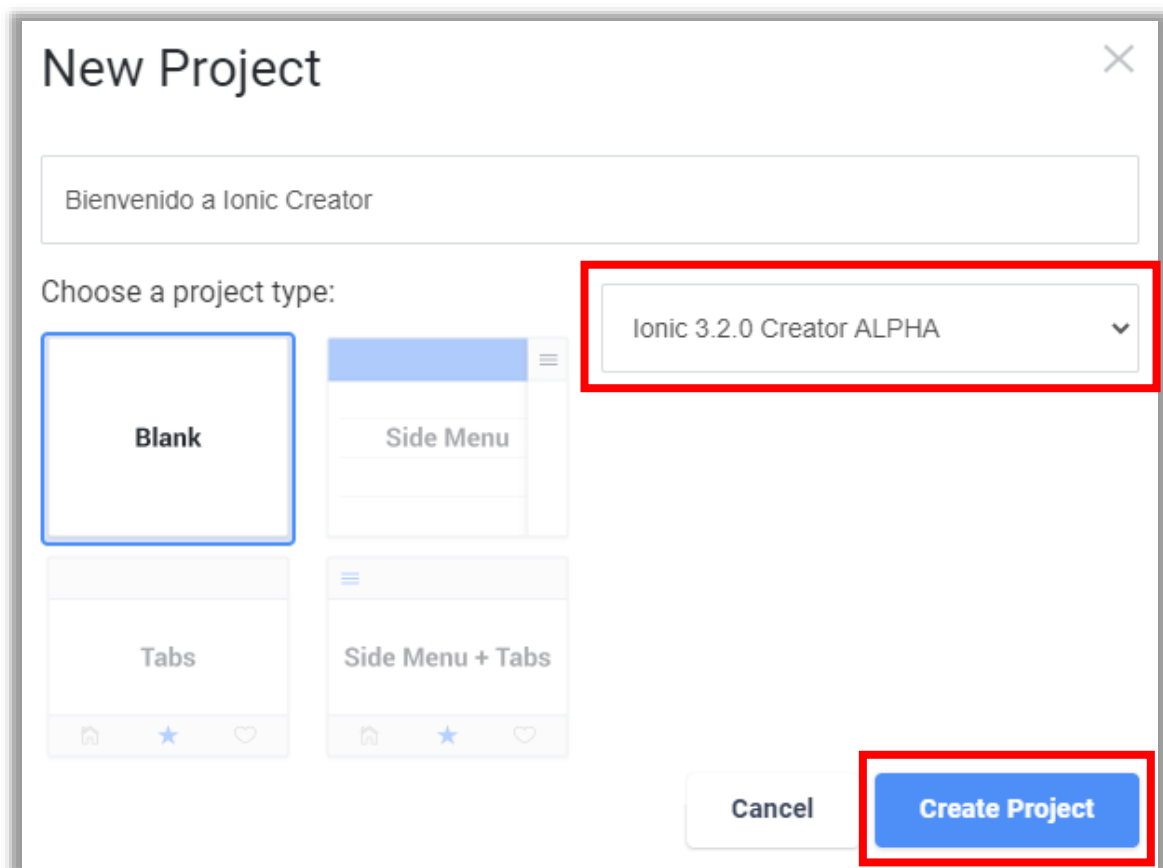 New Project
Bienvenido a Ionic Creator
Choose a project type:
Ionic 3.2.0 Creator ALPHA
Blank
Side Menu
Tabs
Side Menu + Tabs
Cancel
Create Project